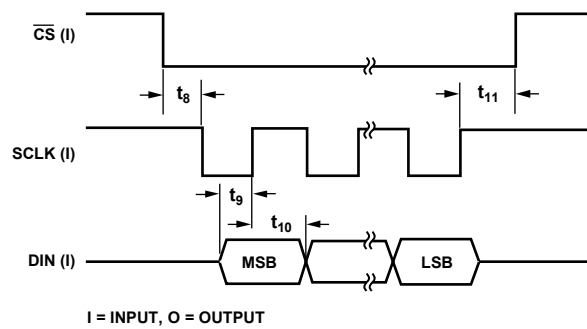 CS (I)
t8
t11
SCLK (I)
t9
t10
DIN (I)
MSB
LSB
I = INPUT, O = OUTPUT